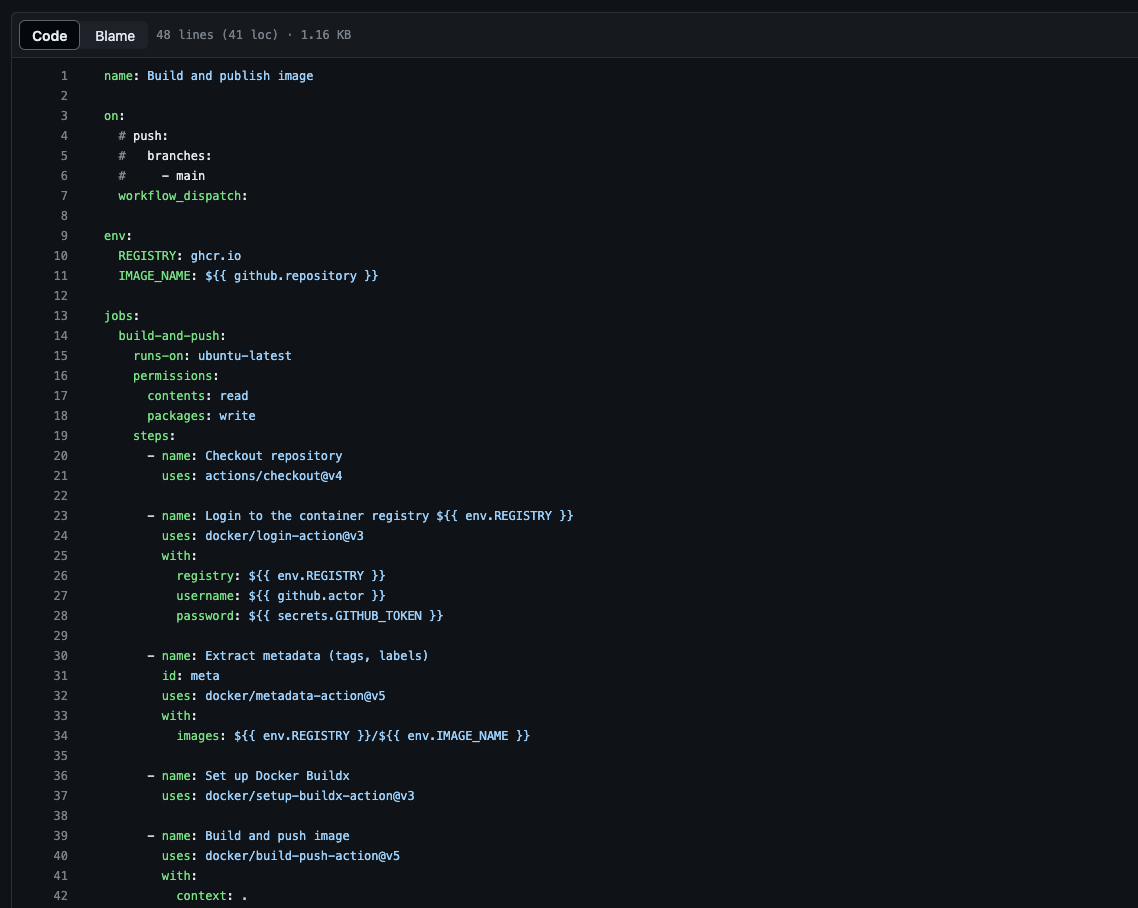 Code Blame 48 lines (41 loc) · 1.16 KB
1 name: Build and publish image
2
3 on:
4   # push:
5   #   branches:
6   #     - main
7   workflow_dispatch:
8
9 env:
10   REGISTRY: ghcr.io
11   IMAGE_NAME: ${{ github.repository }}
12
13 jobs:
14   build-and-push:
15     runs-on: ubuntu-latest
16     permissions:
17       contents: read
18       packages: write
19     steps:
20       - name: Checkout repository
21         uses: actions/checkout@v4
22
23       - name: Login to the container registry ${{ env.REGISTRY }}
24         uses: docker/login-action@v3
25         with:
26           registry: ${{ env.REGISTRY }}
27           username: ${{ github.actor }}
28           password: ${{ secrets.GITHUB_TOKEN }}
29
30       - name: Extract metadata (tags, labels)
31         id: meta
32         uses: docker/metadata-action@v5
33         with:
34           images: ${{ env.REGISTRY }}/${{ env.IMAGE_NAME }}
35
36       - name: Set up Docker Buildx
37         uses: docker/setup-buildx-action@v3
38
39       - name: Build and push image
40         uses: docker/build-push-action@v5
41         with:
42           context: .